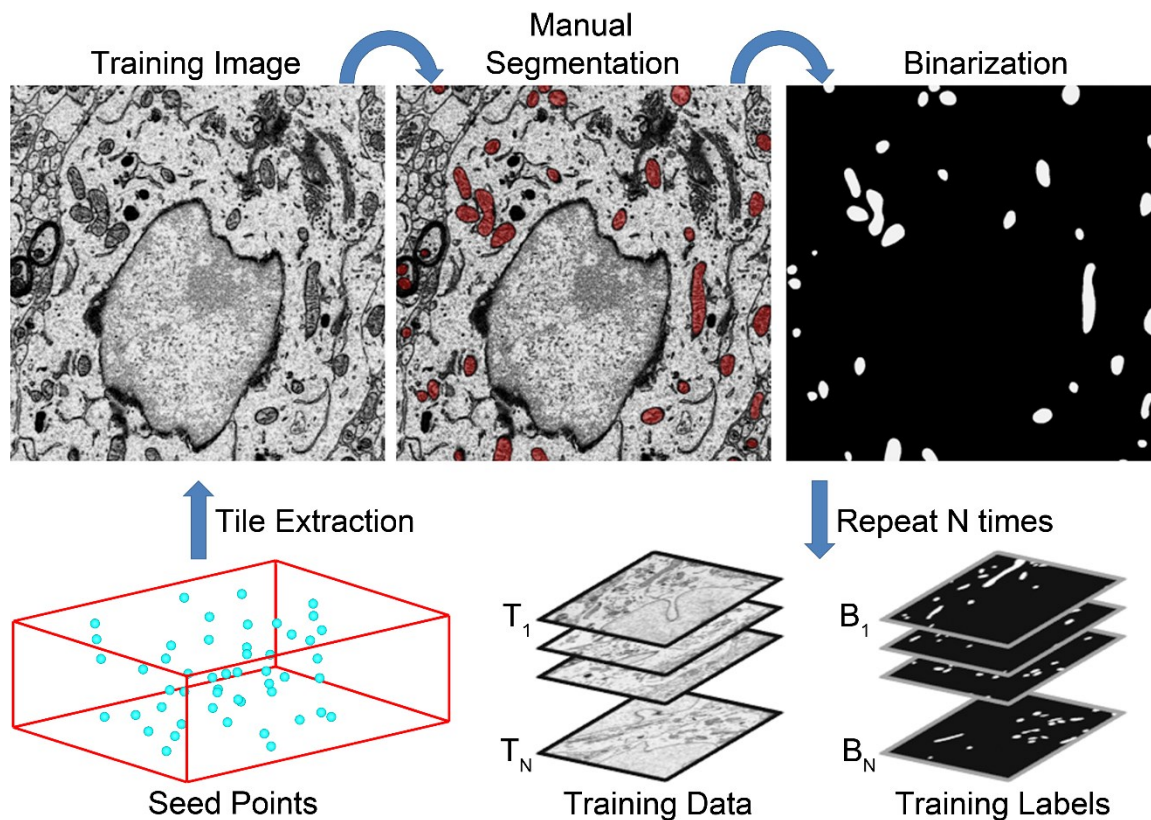 Training Image
Manual
Segmentation
Binarization
Tile Extraction
Repeat N times
T1
TN
B1
BN
Seed Points
Training Data
Training Labels